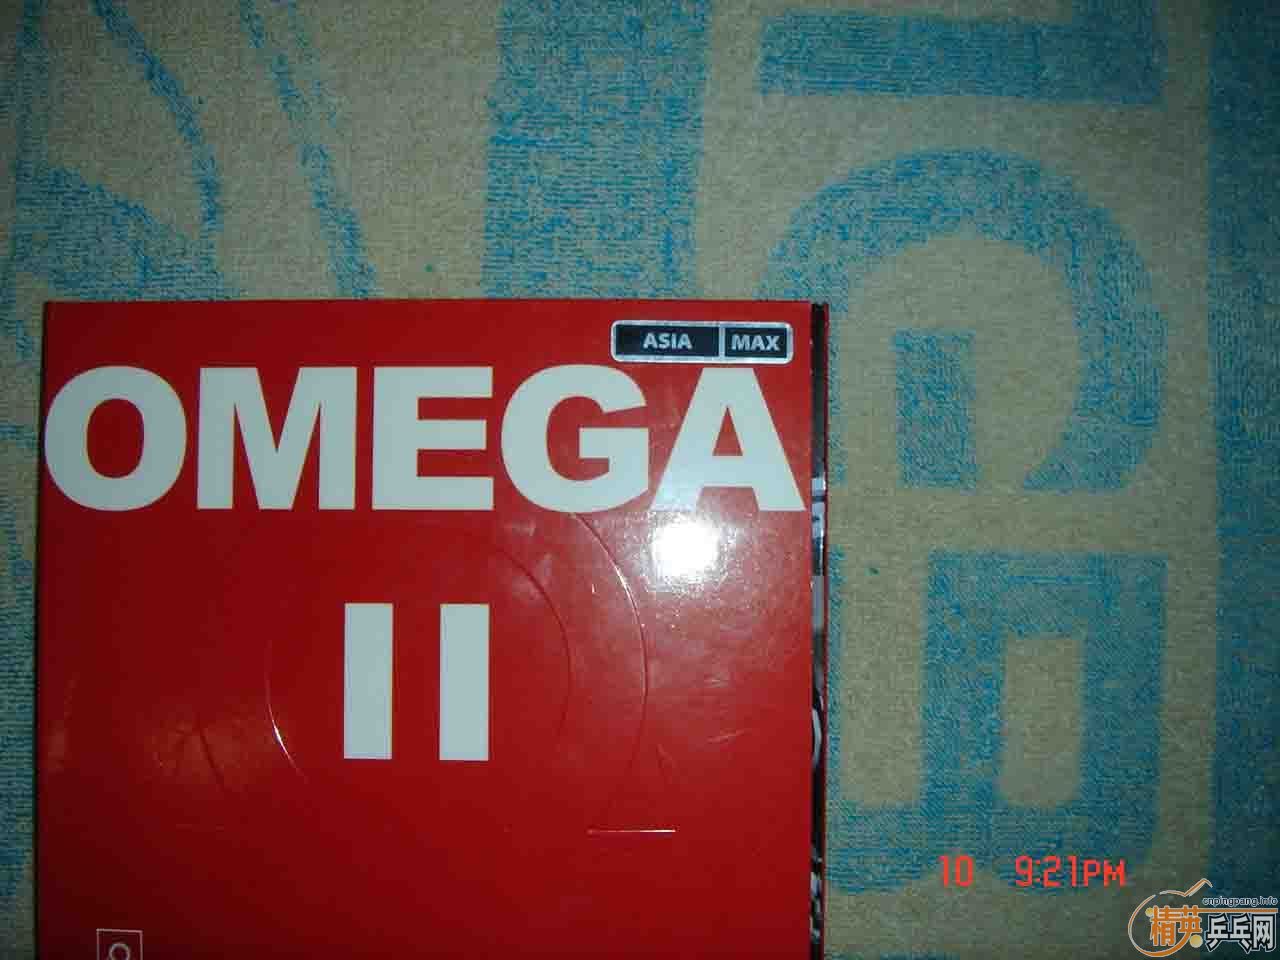 ASIA MAX
OMEGA
II
10 9:21PM
cnpingpang.info
精英乒乓网